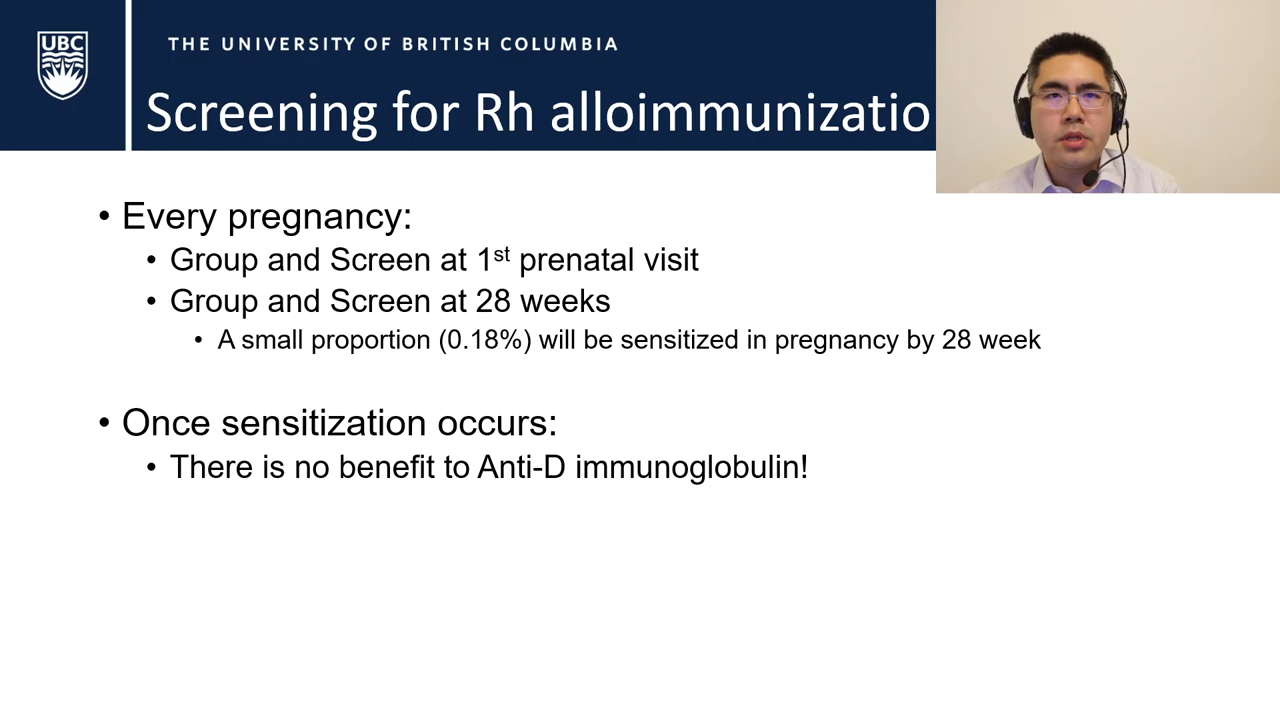 UBC
THE UNIVERSITY OF BRITISH COLUMBIA
Screening for Rh alloimmunizatio
• Every pregnancy:
• Group and Screen at 1st prenatal visit
• Group and Screen at 28 weeks
• A small proportion (0.18%) will be sensitized in pregnancy by 28 week
• Once sensitization occurs:
• There is no benefit to Anti-D immunoglobulin!